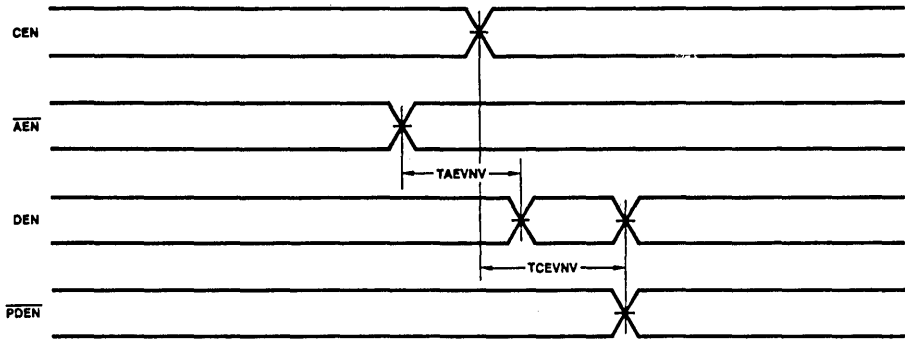 CEN
AEN
TAEVNV
DEN
TCEVNV
PDEN